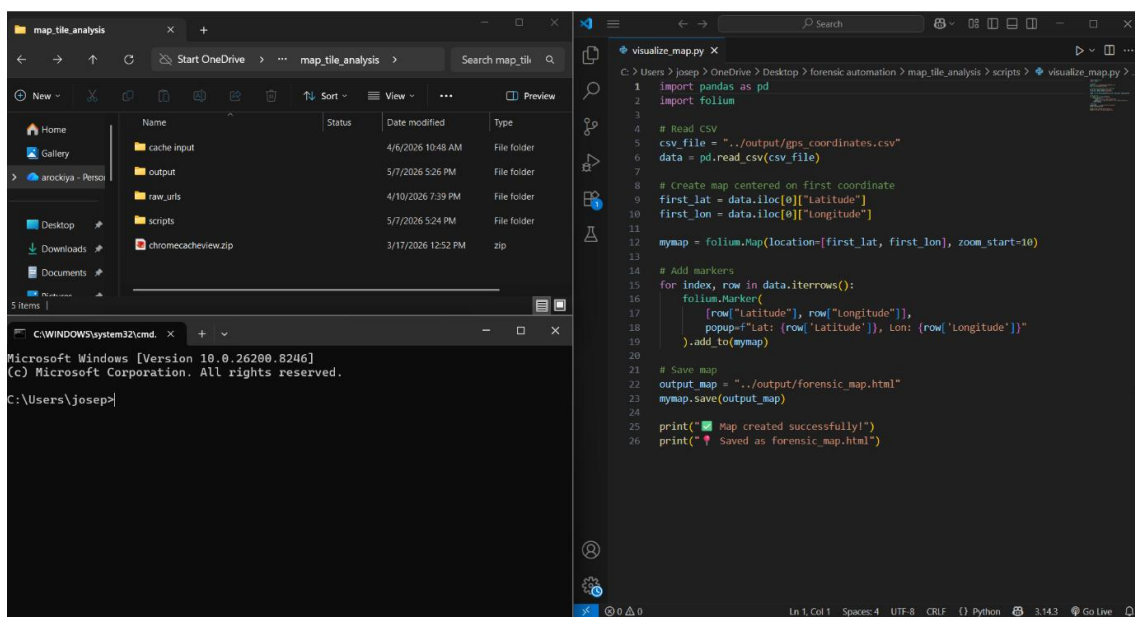 map_tile_analysis
Start OneDrive > ... map_tile_analysis > Search map_tile
New Sort View ... Preview
Name Status Date modified Type
Home
Gallery
arockiya - Person
Desktop
Downloads
Documents
cache input 4/6/2026 10:48 AM File folder
output 5/7/2026 5:26 PM File folder
raw_urls 4/10/2026 7:39 PM File folder
scripts 5/7/2026 5:24 PM File folder
chromecacheview.zip 3/17/2026 12:52 PM zip
5 items
C:\WINDOWS\system32\cmd.
Microsoft Windows [Version 10.0.26200.8246]
(c) Microsoft Corporation. All rights reserved.
C:\Users\josep>
Search
visualize_map.py
C: > Users > josep > OneDrive > Desktop > forensic automation > map_tile_analysis > scripts > visualize_map.py > ...
1 import pandas as pd
2 import folium
3
4 # Read CSV
5 csv_file = "../output/gps_coordinates.csv"
6 data = pd.read_csv(csv_file)
7
8 # Create map centered on first coordinate
9 first_lat = data.iloc[0]["Latitude"]
10 first_lon = data.iloc[0]["Longitude"]
11
12 mymap = folium.Map(location=[first_lat, first_lon], zoom_start=10)
13
14 # Add markers
15 for index, row in data.iterrows():
16 folium.Marker(
17 [row["Latitude"], row["Longitude"]],
18 popup=f"Lat: {row['Latitude']}, Lon: {row['Longitude']}"
19 ).add_to(mymap)
20
21 # Save map
22 output_map = "../output/forensic_map.html"
23 mymap.save(output_map)
24
25 print("✅ Map created successfully!")
26 print("📍 Saved as forensic_map.html")
0 0 Ln 1, Col 1 Spaces: 4 UTF-8 CRLF {} Python 3.14.3 Go Live